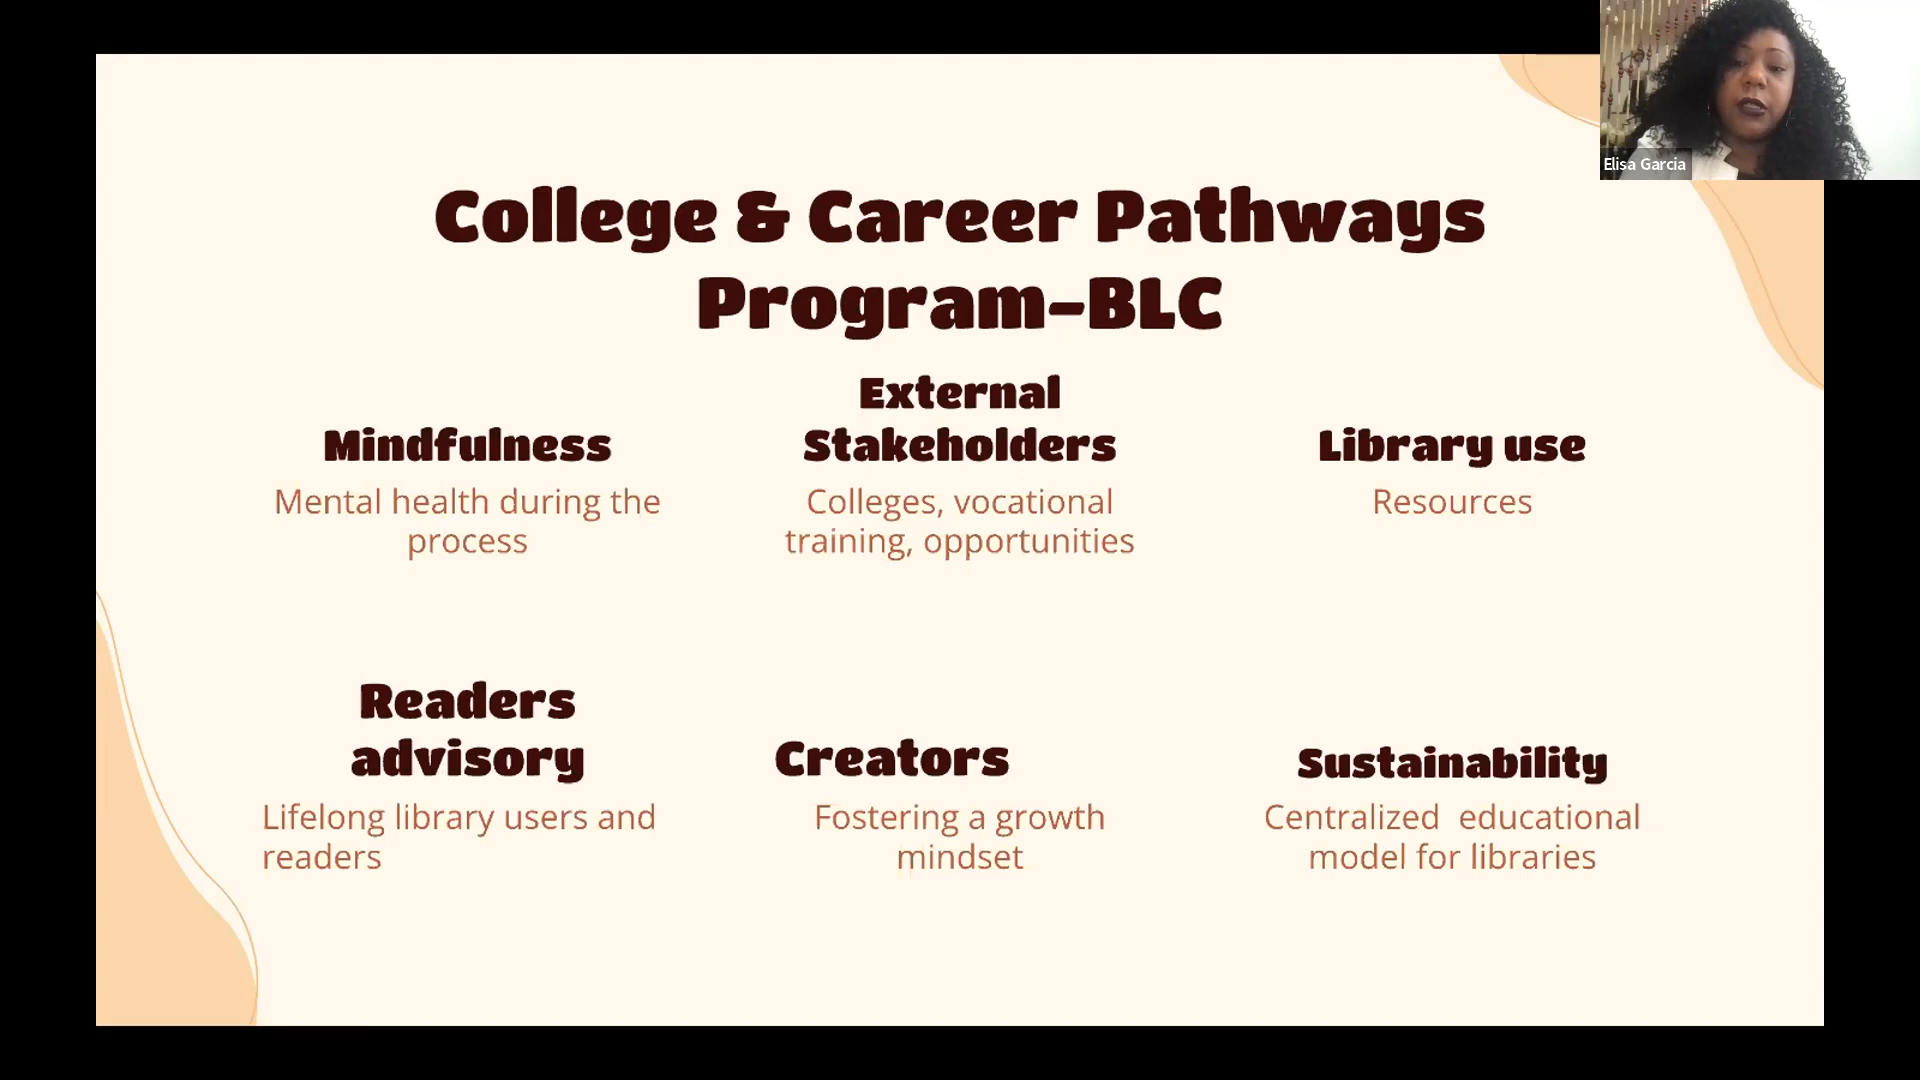 Elisa Garcia
College & Career Pathways
Program-BLC
Mindfulness
Mental health during the
process
External
Stakeholders
Colleges, vocational
training, opportunities
Library use
Resources
Readers
advisory
Lifelong library users and
readers
Creators
Fostering a growth
mindset
Sustainability
Centralized  educational
model for libraries